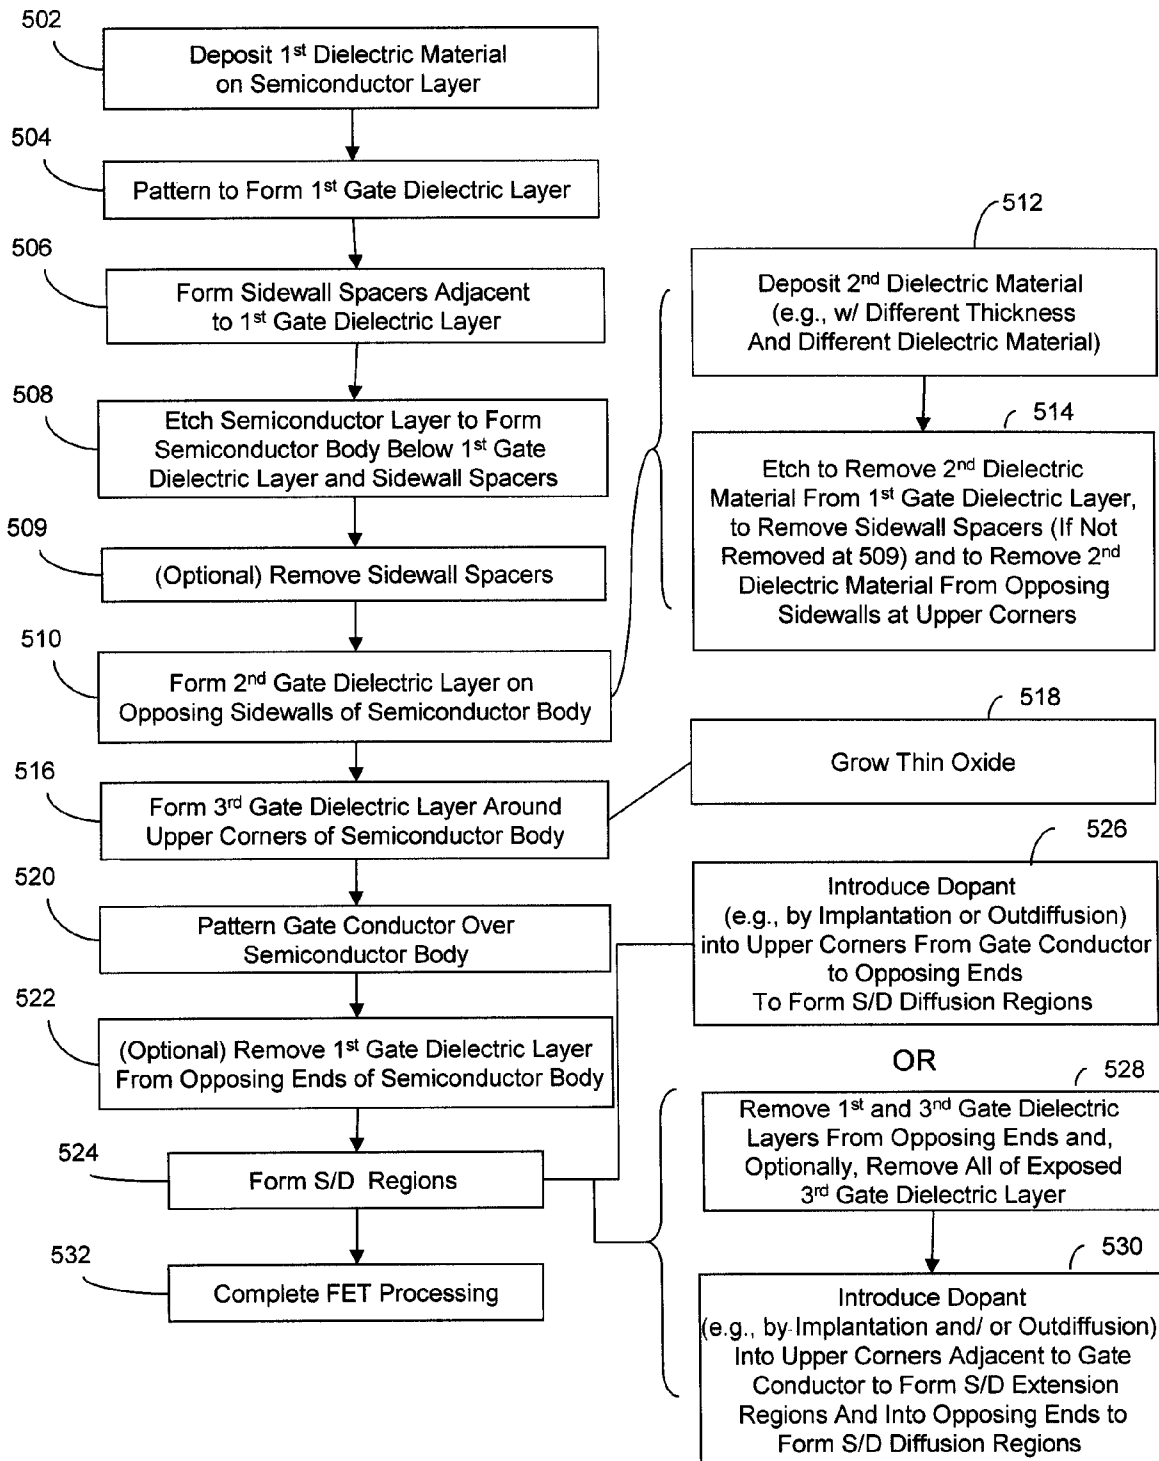 502
Deposit 1st Dielectric Material
on Semiconductor Layer
504
Pattern to Form 1st Gate Dielectric Layer
506
Form Sidewall Spacers Adjacent
to 1st Gate Dielectric Layer
508
Etch Semiconductor Layer to Form
Semiconductor Body Below 1st Gate
Dielectric Layer and Sidewall Spacers
509
(Optional) Remove Sidewall Spacers
510
Form 2nd Gate Dielectric Layer on
Opposing Sidewalls of Semiconductor Body
512
Deposit 2nd Dielectric Material
(e.g., w/ Different Thickness
And Different Dielectric Material)
514
Etch to Remove 2nd Dielectric
Material From 1st Gate Dielectric Layer,
to Remove Sidewall Spacers (If Not
Removed at 509) and to Remove 2nd
Dielectric Material From Opposing
Sidewalls at Upper Corners
516
Form 3rd Gate Dielectric Layer Around
Upper Corners of Semiconductor Body
518
Grow Thin Oxide
520
Pattern Gate Conductor Over
Semiconductor Body
522
(Optional) Remove 1st Gate Dielectric Layer
From Opposing Ends of Semiconductor Body
524
Form S/D Regions
526
Introduce Dopant
(e.g., by Implantation or Outdiffusion)
into Upper Corners From Gate Conductor
to Opposing Ends
To Form S/D Diffusion Regions
OR
528
Remove 1st and 3rd Gate Dielectric
Layers From Opposing Ends and,
Optionally, Remove All of Exposed
3rd Gate Dielectric Layer
530
Introduce Dopant
(e.g., by Implantation and/ or Outdiffusion)
Into Upper Corners Adjacent to Gate
Conductor to Form S/D Extension
Regions And Into Opposing Ends to
Form S/D Diffusion Regions
532
Complete FET Processing